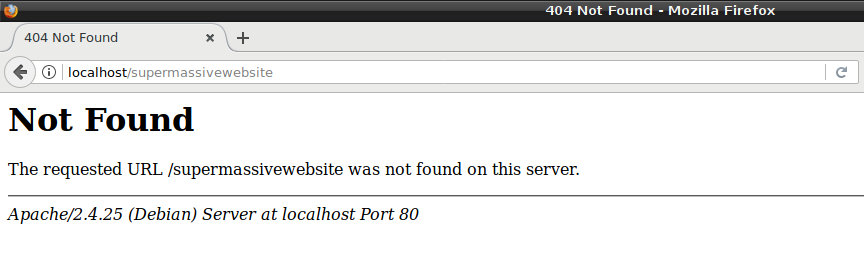 404 Not Found - Mozilla Firefox
404 Not Found
localhost/supermassivewebsite
Not Found
The requested URL /supermassivewebsite was not found on this server.
Apache/2.4.25 (Debian) Server at localhost Port 80